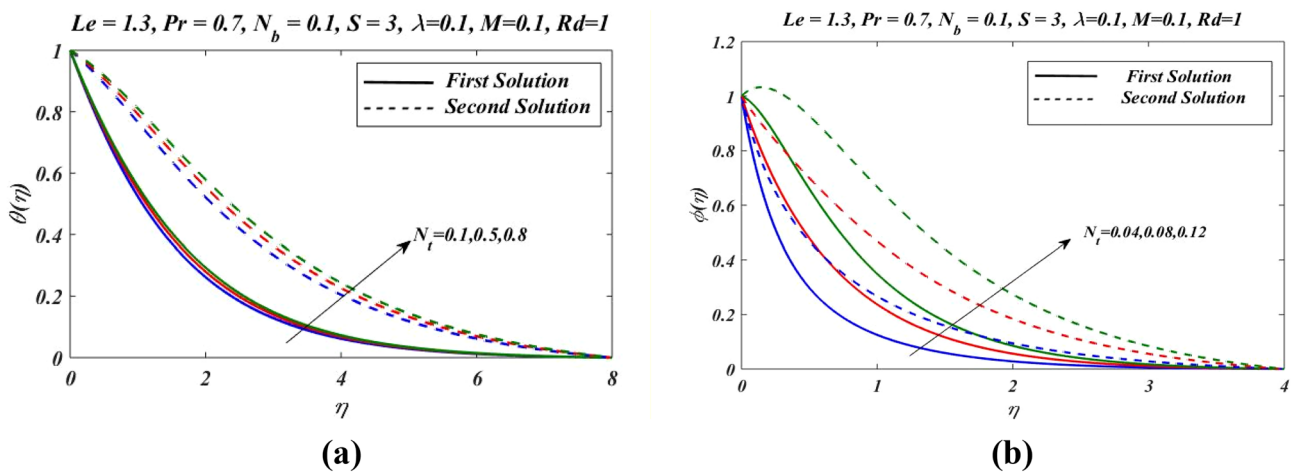 Le = 1.3, Pr = 0.7, N_b = 0.1, S = 3, λ=0.1, M=0.1, Rd=1
1
0.8
0.6
0.4
0.2
0
θ(η)
First Solution
Second Solution
N_t=0.1,0.5,0.8
0 2 4 6 8
η
(a)
Le = 1.3, Pr = 0.7, N_b = 0.1, S = 3, λ=0.1, M=0.1, Rd=1
1.2
1
0.8
0.6
0.4
0.2
0
ϕ(η)
First Solution
Second Solution
N_t=0.04,0.08,0.12
0 1 2 3 4
η
(b)